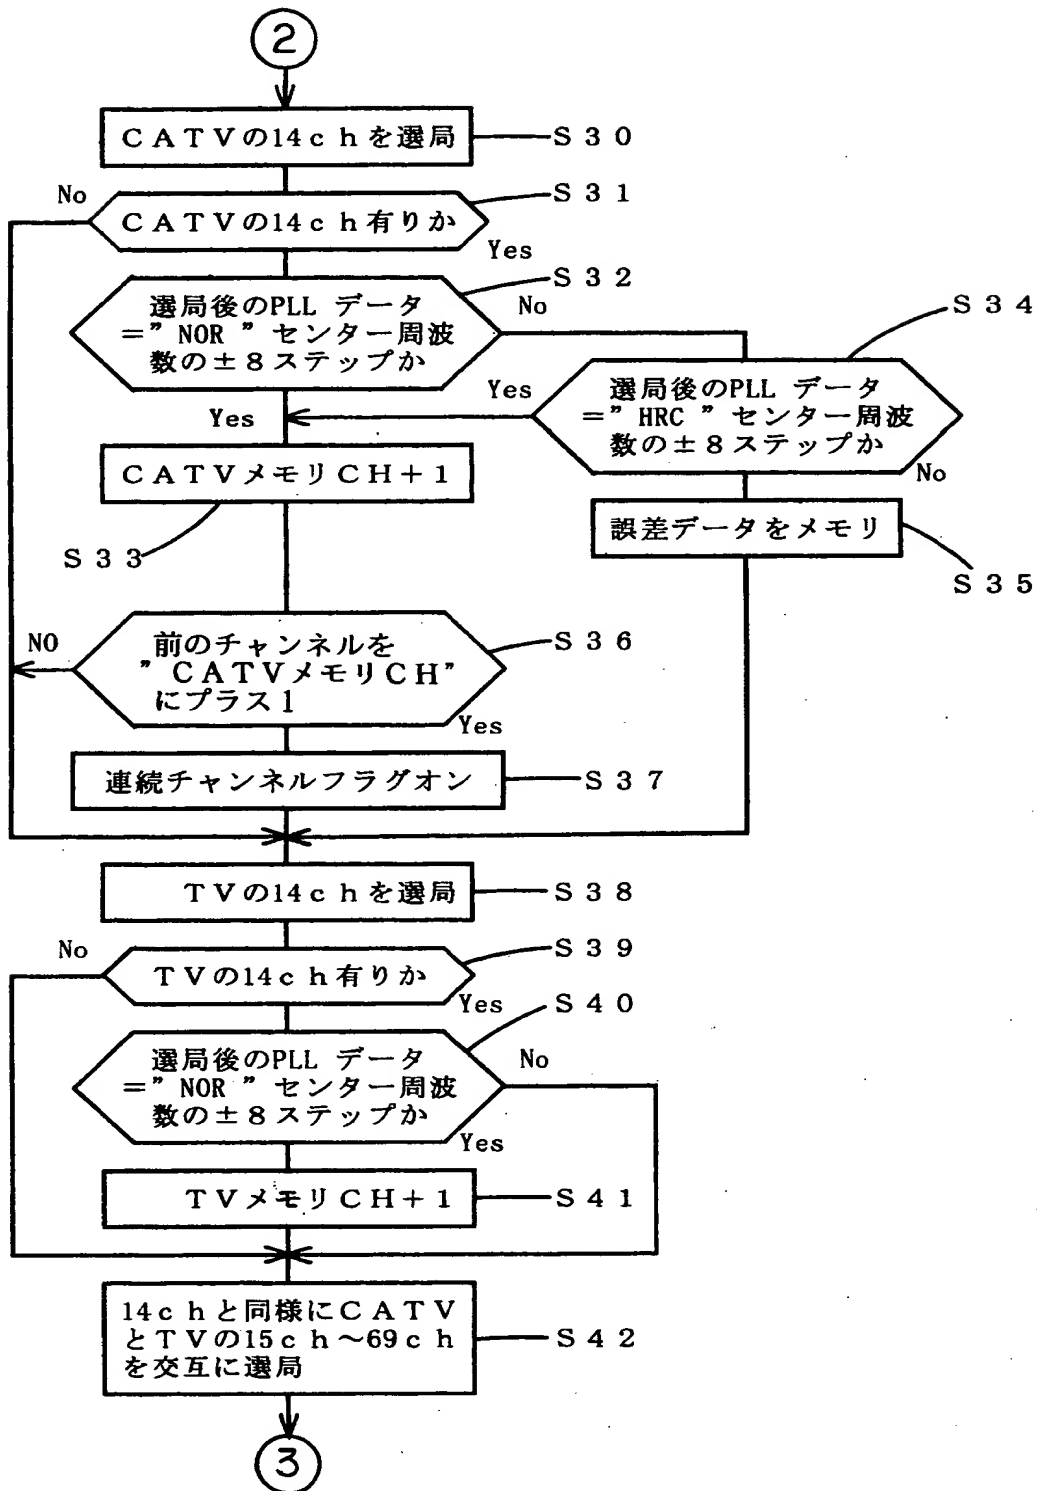 2
CATVの14chを選局
S30
No
CATVの14ch有りか
S31
Yes
選局後のPLL データ
=”NOR ”センター周波
数の±8ステップか
S32
No
S34
Yes
Yes
選局後のPLL データ
=”HRC ”センター周波
数の±8ステップか
No
CATVメモリCH+1
S33
誤差データをメモリ
S35
NO
前のチャンネルを
”CATVメモリCH”
にプラス1
S36
Yes
連続チャンネルフラグオン
S37
TVの14chを選局
S38
No
TVの14ch有りか
S39
Yes
S40
選局後のPLL データ
=”NOR ”センター周波
数の±8ステップか
No
Yes
TVメモリCH+1
S41
14chと同様にCATV
とTVの15ch~69ch
を交互に選局
S42
3